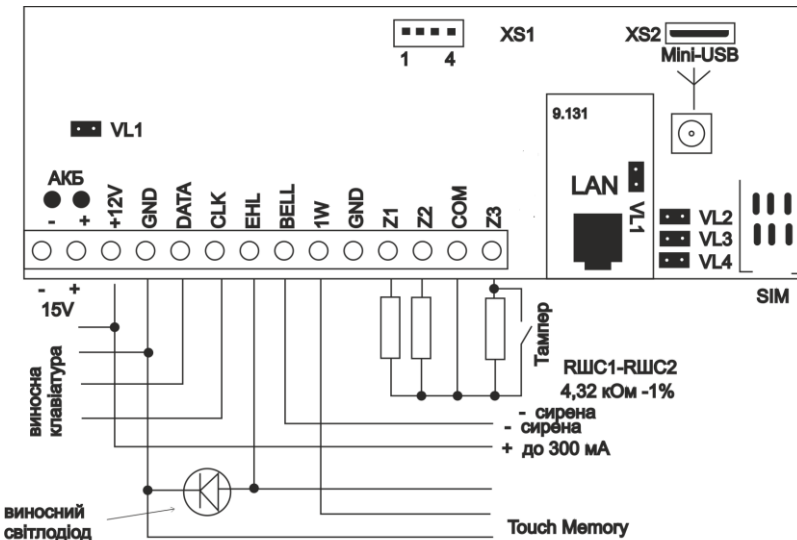 XS1
XS2
Mini-USB
1 4
9.131
VL1
LAN
VL1
АКБ
- +
+12V
GND
DATA
CLK
EHL
BELL
1W
GND
Z1
Z2
COM
Z3
VL2
VL3
VL4
SIM
- +
15V
Тампер
RШС1-RШС2
4,32 кОм -1%
виносна
клавіатура
- сирена
- сирена
+ до 300 мА
виносний
світлодіод
Touch Memory